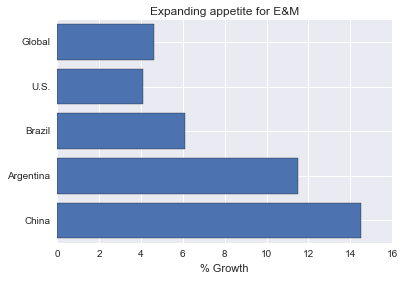 Expanding appetite for E&M
Global
U.S.
Brazil
Argentina
China
0 2 4 6 8 10 12 14 16
% Growth